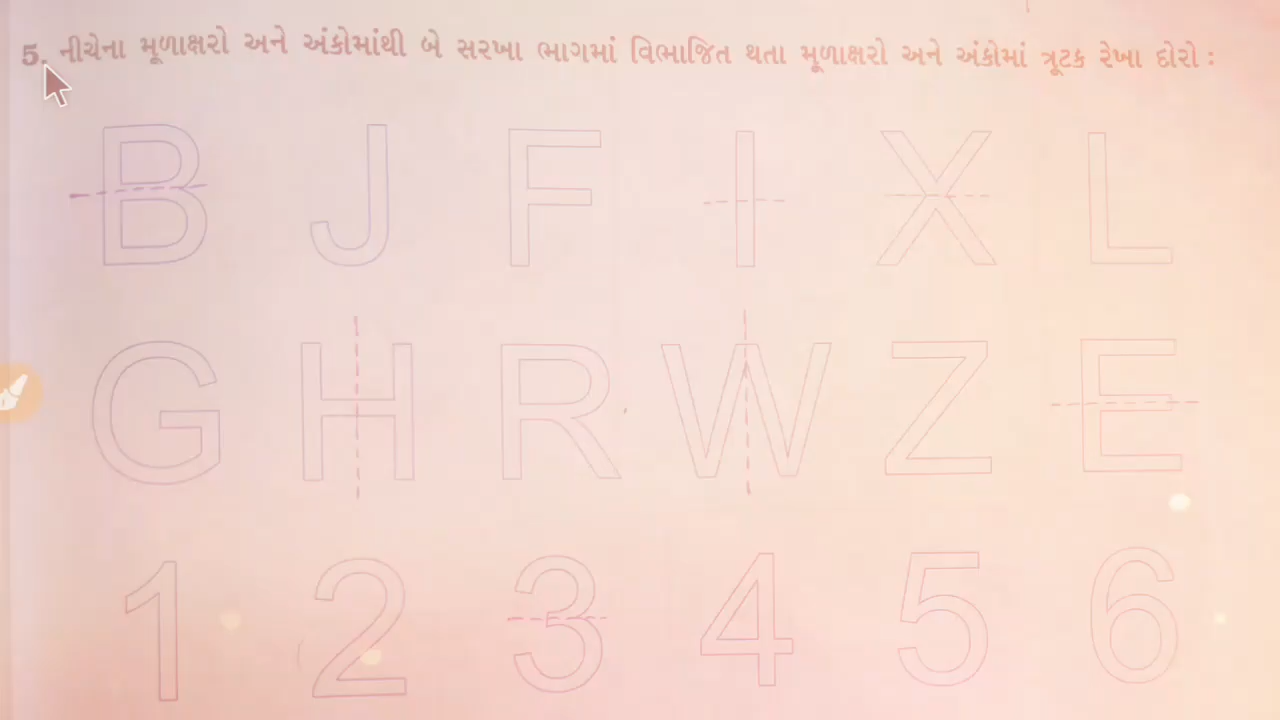 5. નીચેના મૂળાક્ષરો અને અંકોમાંથી બે સરખા ભાગમાં વિભાજિત થતા મૂળાક્ષરો અને અંકોમાં ત્રૂટક રેખા દોરો :
B J F I X L
G H R W Z E
1 2 3 4 5 6